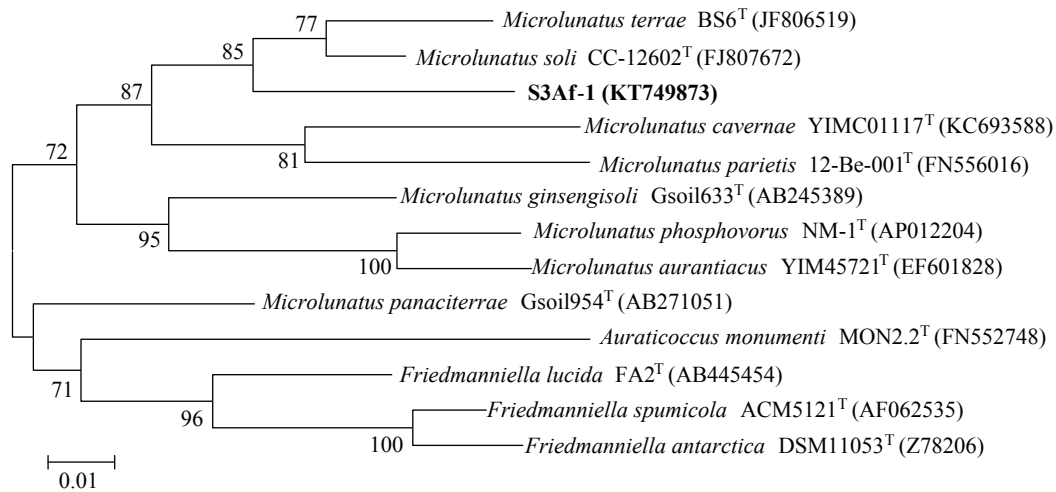 77
Microlunatus terrae BS6ᵀ (JF806519)
85
Microlunatus soli CC-12602ᵀ (FJ807672)
87
S3Af-1 (KT749873)
Microlunatus cavernae YIMC01117ᵀ (KC693588)
72
81
Microlunatus parietis 12-Be-001ᵀ (FN556016)
Microlunatus ginsengisoli Gsoil633ᵀ (AB245389)
95
Microlunatus phosphovorus NM-1ᵀ (AP012204)
100
Microlunatus aurantiacus YIM45721ᵀ (EF601828)
Microlunatus panaciterrae Gsoil954ᵀ (AB271051)
Auraticoccus monumenti MON2.2ᵀ (FN552748)
71
Friedmanniella lucida FA2ᵀ (AB445454)
96
Friedmanniella spumicola ACM5121ᵀ (AF062535)
100
Friedmanniella antarctica DSM11053ᵀ (Z78206)
0.01